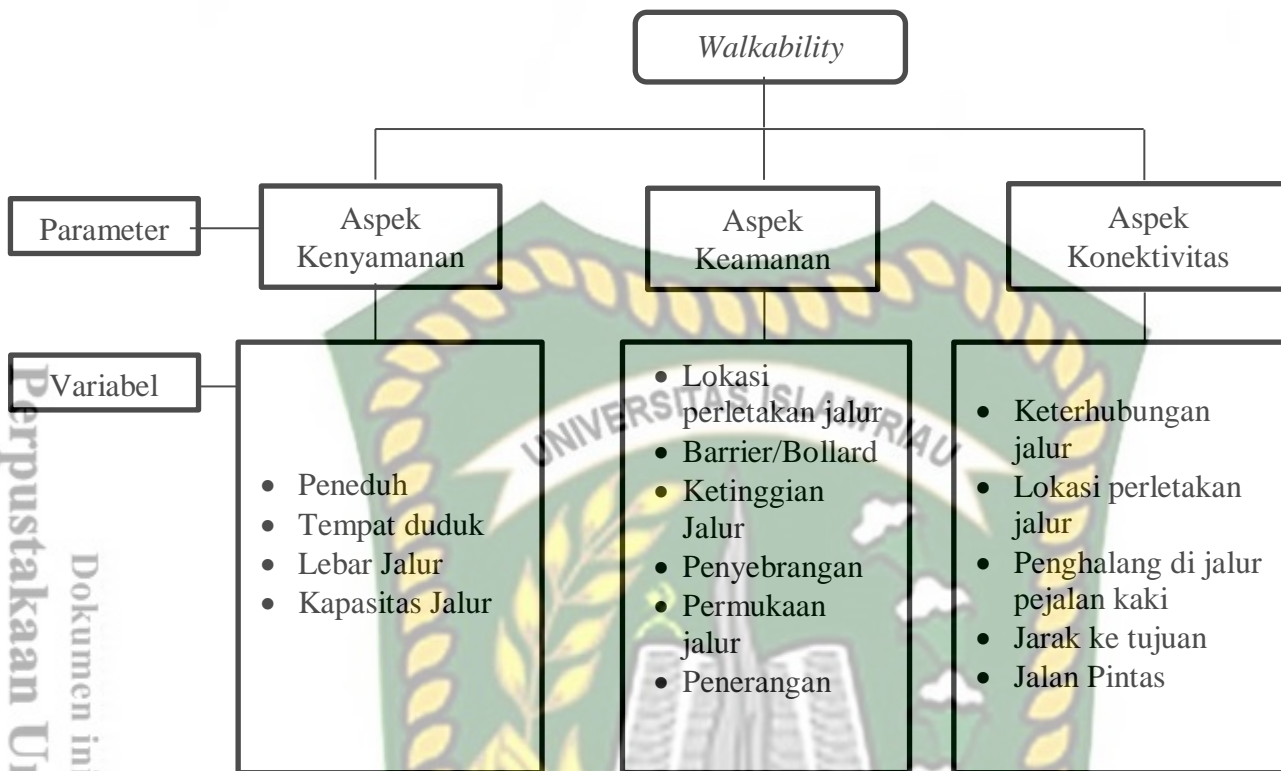 Walkability
Parameter
Aspek
Kenyamanan
Aspek
Keamanan
Aspek
Konektivitas
Variabel
• Peneduh
• Tempat duduk
• Lebar Jalur
• Kapasitas Jalur
• Lokasi
perletakan jalur
• Barrier/Bollard
• Ketinggian
Jalur
• Penyebrangan
• Permukaan
jalur
• Penerangan
• Keterhubungan
jalur
• Lokasi perletakan
jalur
• Penghalang di jalur
pejalan kaki
• Jarak ke tujuan
• Jalan Pintas
UNIVERSITAS ISLAM RIAU
Perpustakaan Un
Dokumen ini